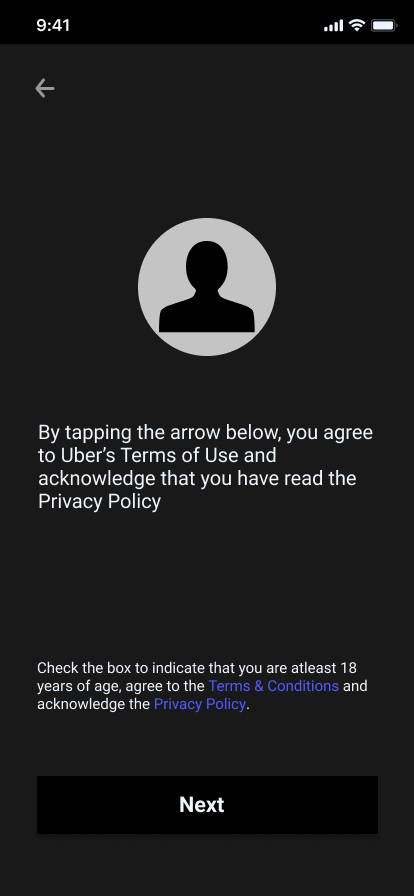 9:41
By tapping the arrow below, you agree
to Uber’s Terms of Use and
acknowledge that you have read the
Privacy Policy
Check the box to indicate that you are atleast 18
years of age, agree to the Terms & Conditions and
acknowledge the Privacy Policy.
Next